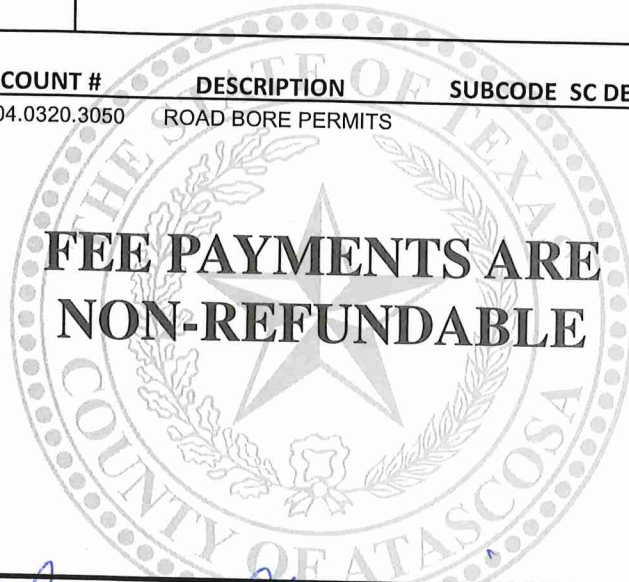 COUNT # DESCRIPTION SUBCODE SC DE
04.0320.3050 ROAD BORE PERMITS
THE STATE OF TEXAS
FEE PAYMENTS ARE
NON-REFUNDABLE
COUNTY OF ATASCOSA